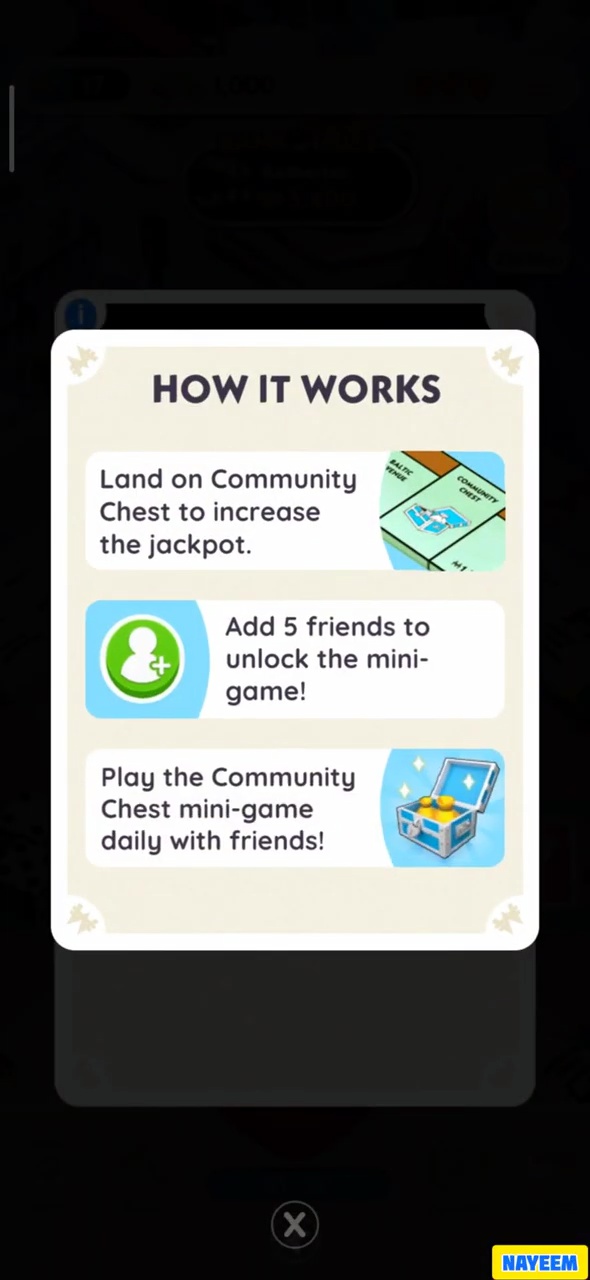 HOW IT WORKS
Land on Community
Chest to increase
the jackpot.
BALTIC
COMMUNITY
CHEST
Add 5 friends to
unlock the mini-
game!
Play the Community
Chest mini-game
daily with friends!
NAYEEM